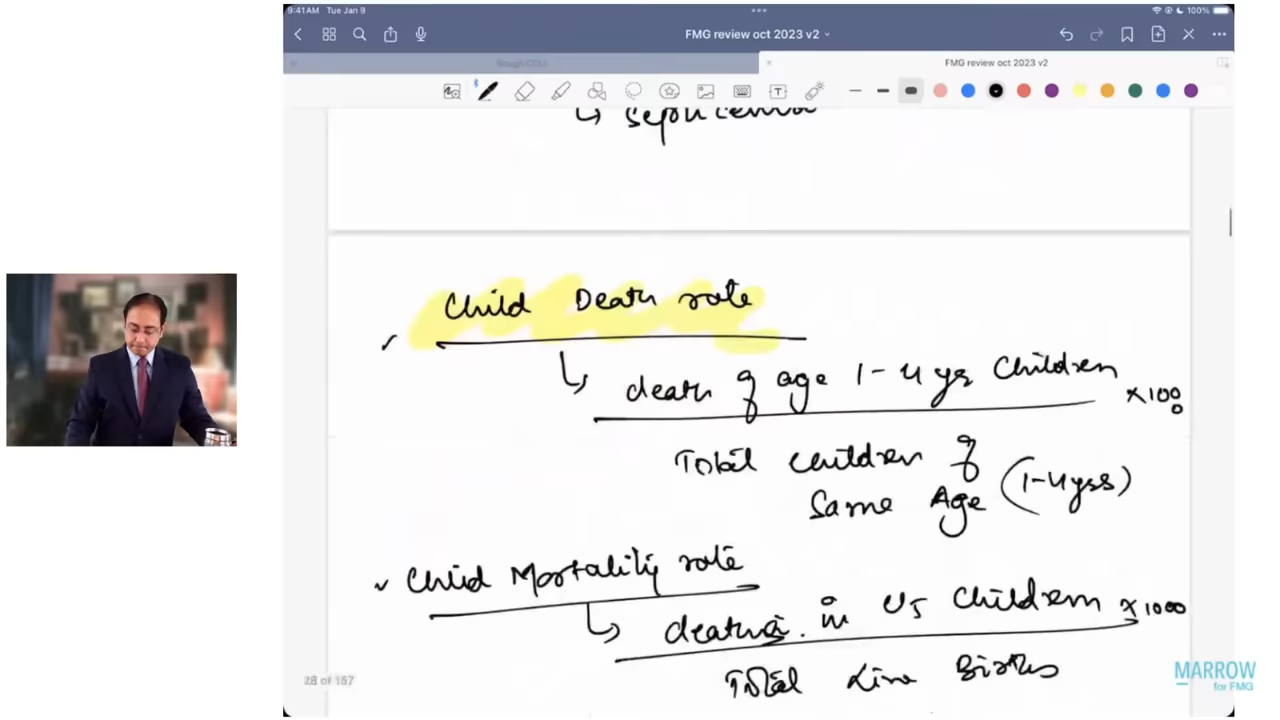 9:41 AM Tue Jan 9
100%
FMG review oct 2023 v2
FMG review oct 2023 v2
T
Child Death rate
death of age 1-4 yrs Children
×1000
Total children of
Same Age (1-4 yrs)
Child Mortality rate
deaths in U5 children ×1000
Total Live Births
28 of 157
MARROW
for FMG